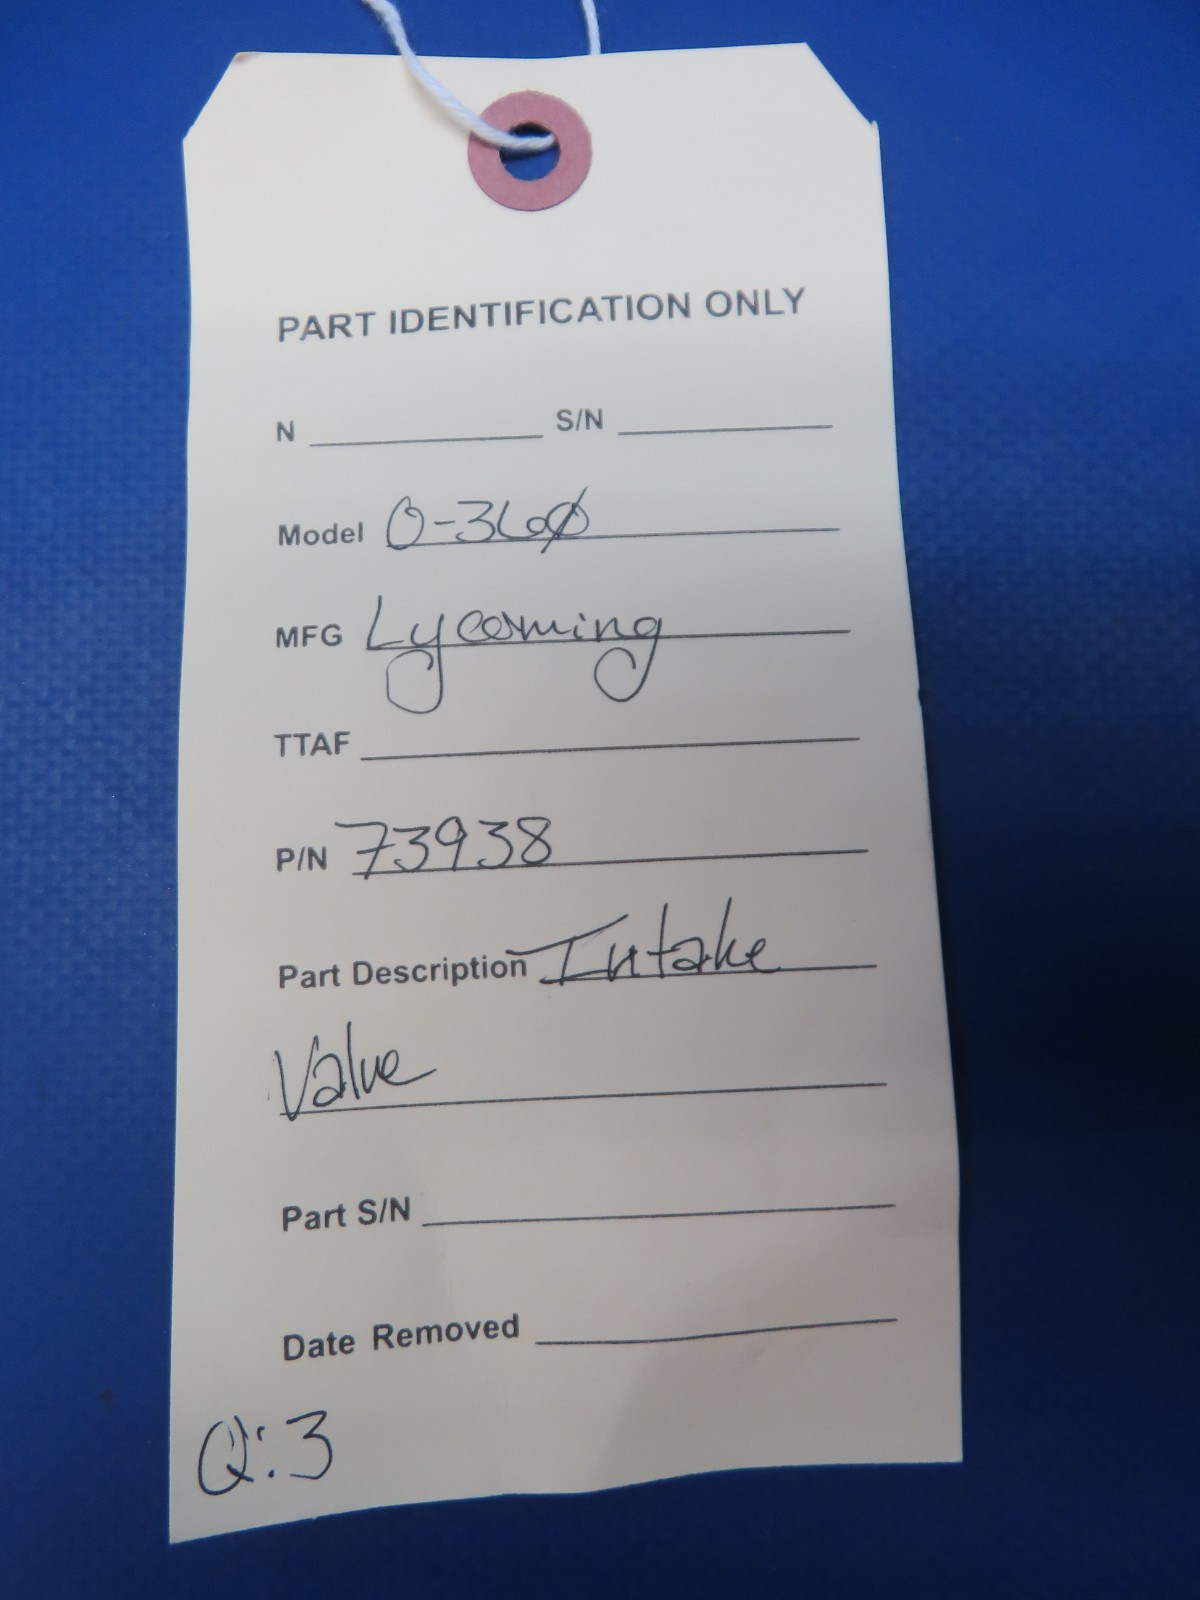 PART IDENTIFICATION ONLY
N S/N
Model O-360
MFG Lycoming
TTAF
P/N 73938
Part Description Intake
Valve
Part S/N
Date Removed
Q:3